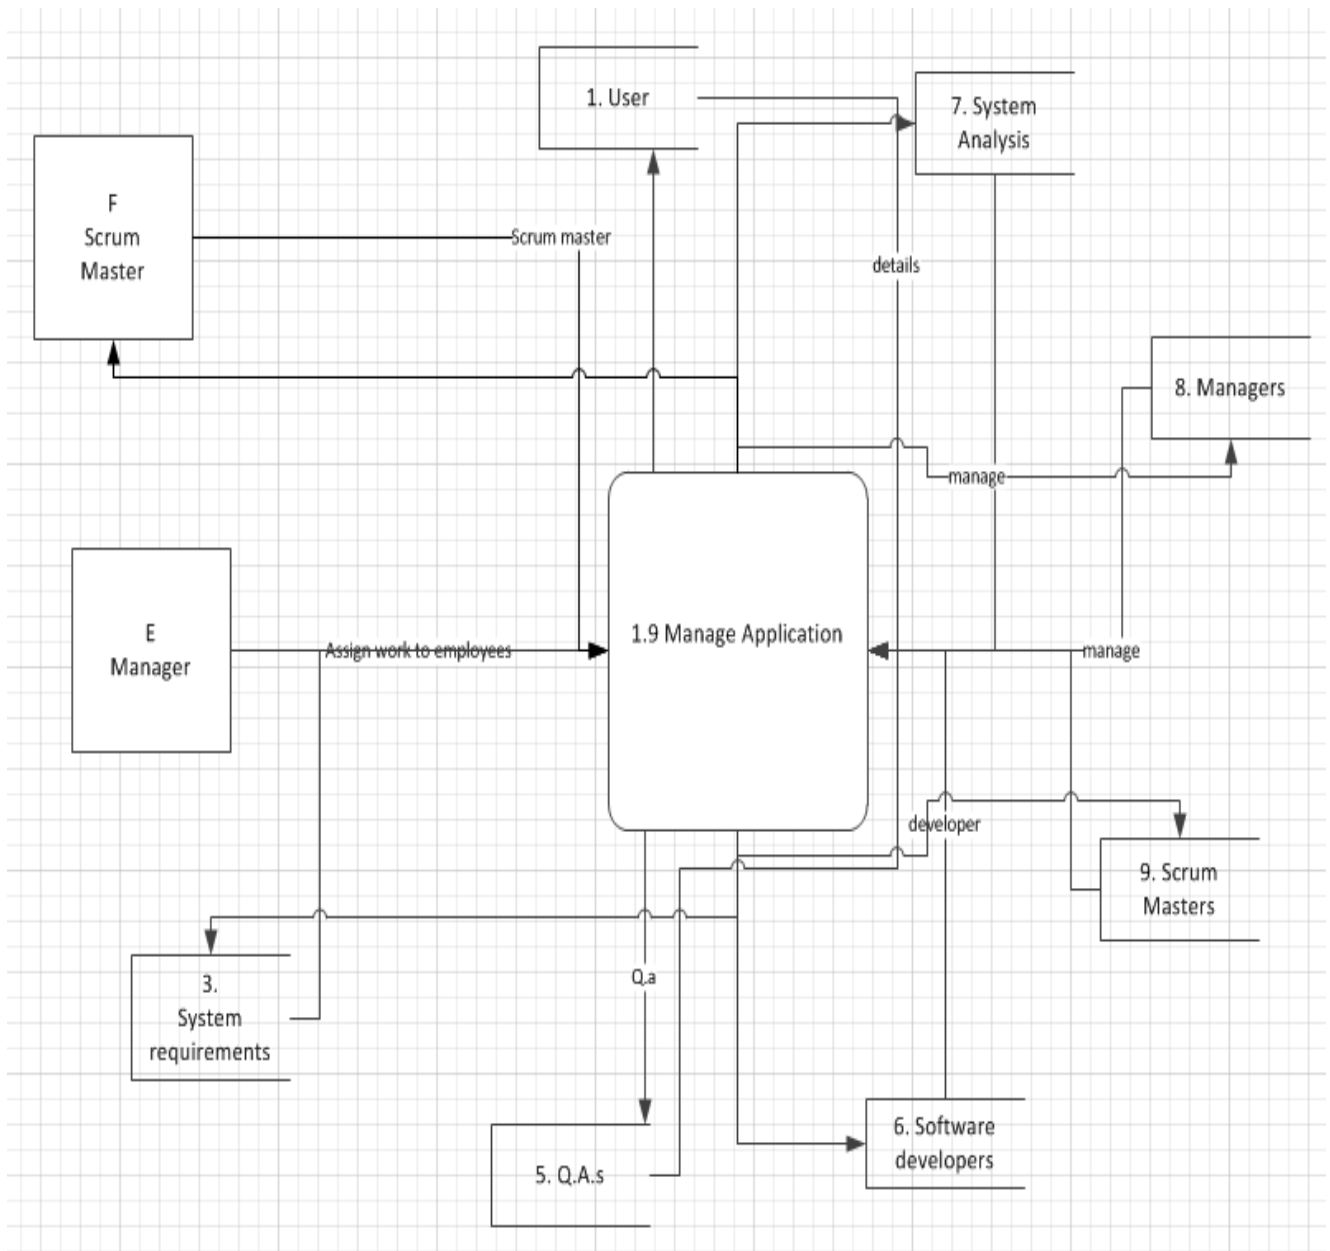 1. User
7. System
Analysis
F
Scrum
Master
Scrum master
details
8. Managers
manage
E
Manager
Assign work to employees
1.9 Manage Application
manage
developer
9. Scrum
Masters
3.
System
requirements
Q.a
6. Software
developers
5. Q.A.s